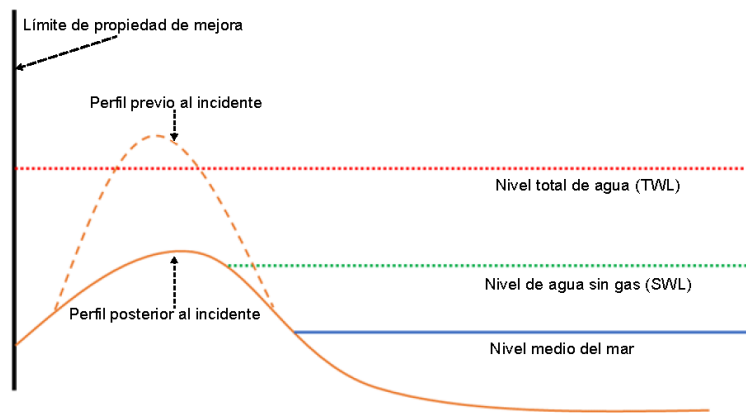 Límite de propiedad de mejora
Perfil previo al incidente
Nivel total de agua (TWL)
Nivel de agua sin gas (SWL)
Perfil posterior al incidente
Nivel medio del mar